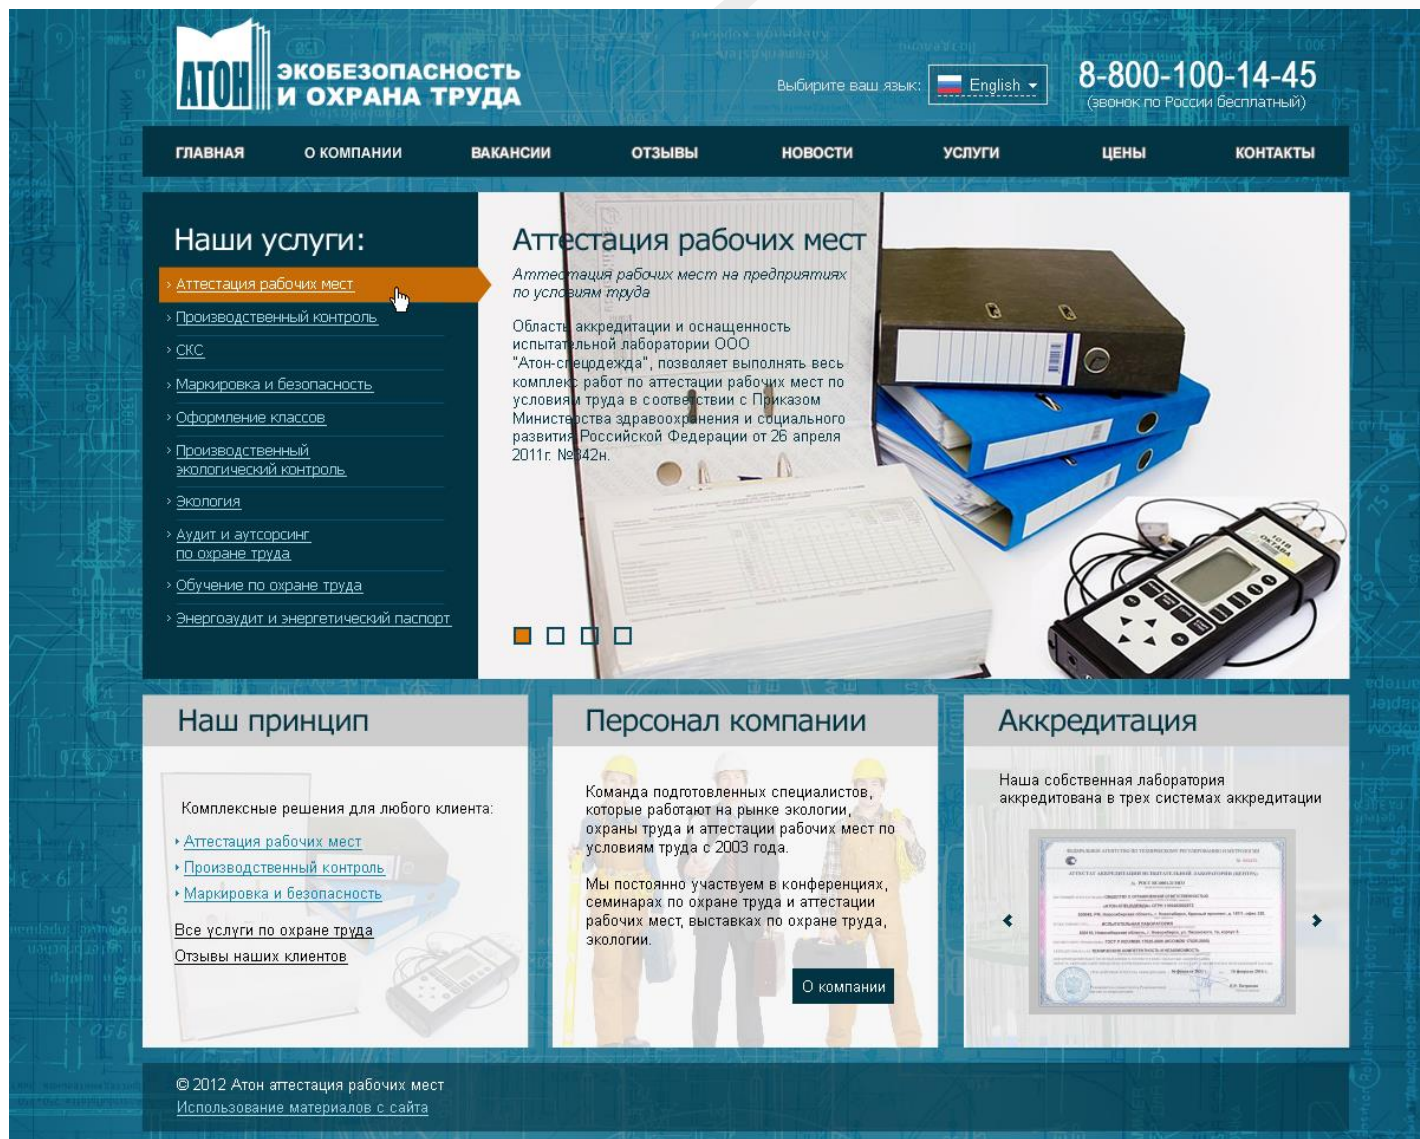 АТОН
ЭКОБЕЗОПАСНОСТЬ
И ОХРАНА ТРУДА
Выбирите ваш язык:
English
8-800-100-14-45
(звонок по России бесплатный)
ГЛАВНАЯ О КОМПАНИИ ВАКАНСИИ ОТЗЫВЫ НОВОСТИ УСЛУГИ ЦЕНЫ КОНТАКТЫ
Наши услуги:
Аттестация рабочих мест
Производственный контроль
СКС
Маркировка и безопасность
Оформление классов
Производственный
экологический контроль
Экология
Аудит и аутсорсинг
по охране труда
Обучение по охране труда
Энергоаудит и энергетический паспорт
Аттестация рабочих мест
Аттестация рабочих мест на предприятиях
по условиям труда
Область аккредитации и оснащенность
испытательной лаборатории ООО
"Атон-спецодежда", позволяет выполнять весь
комплекс работ по аттестации рабочих мест по
условиям труда в соответствии с Приказом
Министерства здравоохранения и социального
развития Российской Федерации от 26 апреля
2011г. №342н.
101В
ОКТАВА
Наш принцип
Комплексные решения для любого клиента:
Аттестация рабочих мест
Производственный контроль
Маркировка и безопасность
Все услуги по охране труда
Отзывы наших клиентов
Персонал компании
Команда подготовленных специалистов,
которые работают на рынке экологии,
охраны труда и аттестации рабочих мест по
условиям труда с 2003 года.
Мы постоянно участвуем в конференциях,
семинарах по охране труда и аттестации
рабочих мест, выставках по охране труда,
экологии.
О компании
Аккредитация
Наша собственная лаборатория
аккредитована в трех системах аккредитации
© 2012 Атон аттестация рабочих мест
Использование материалов с сайта